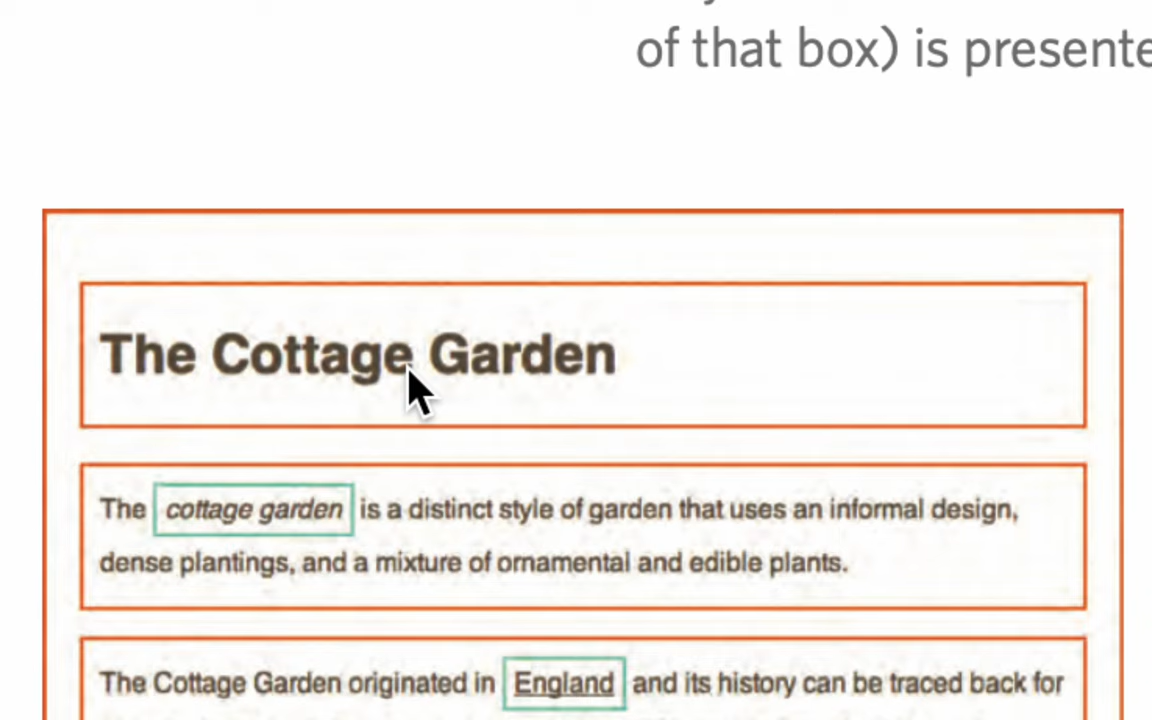 of that box) is presente
The Cottage Garden
The cottage garden is a distinct style of garden that uses an informal design,
dense plantings, and a mixture of ornamental and edible plants.
The Cottage Garden originated in England and its history can be traced back for